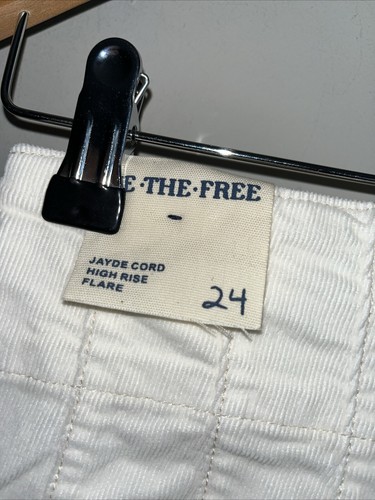 E·THE·FREE
-
JAYDE CORD
HIGH RISE
FLARE
24